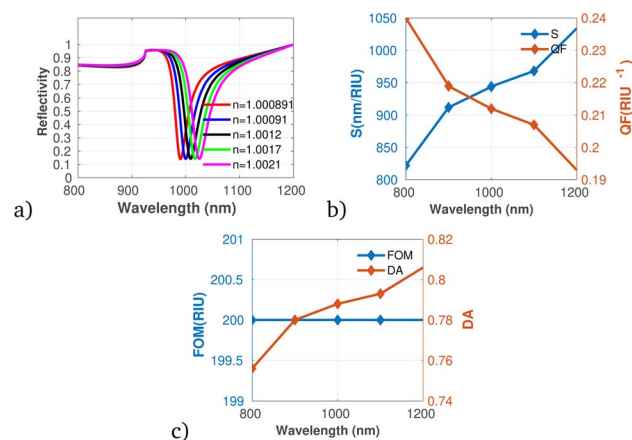 1
0.9
0.8
0.7
0.6
0.5
0.4
0.3
0.2
0.1
0
Reflectivity
n=1.000891
n=1.00091
n=1.0012
n=1.0017
n=1.0021
800 900 1000 1100 1200
Wavelength (nm)
a)
1050
1000
950
900
850
800
S(nm/RIU)
S
QF
0.24
0.23
0.22
0.21
0.2
0.19
QF(RIU -1)
800 1000 1200
Wavelength (nm)
b)
201
200.5
200
199.5
199
FOM(RIU)
FOM
DA
0.82
0.8
0.78
0.76
0.74
DA
800 1000 1200
Wavelength (nm)
c)